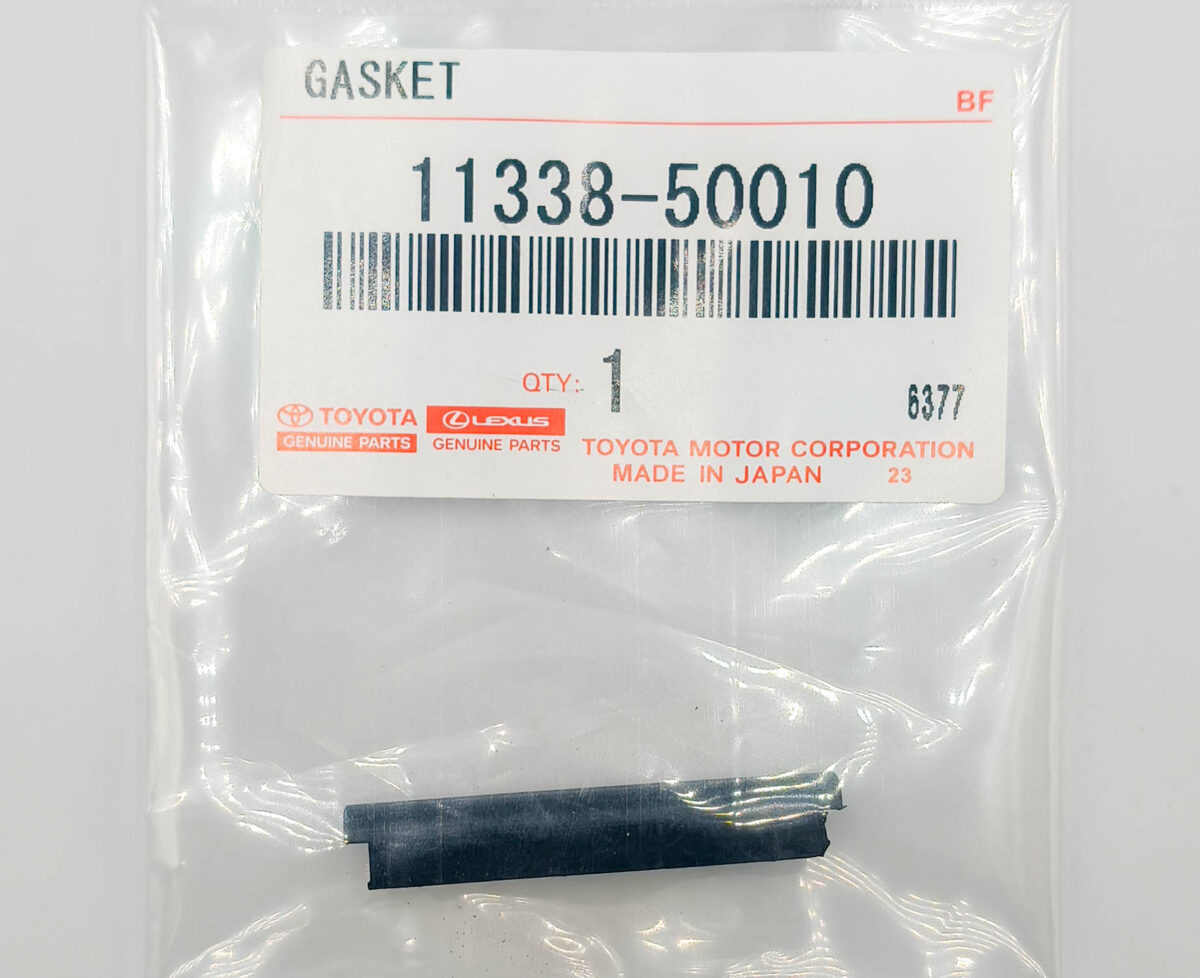 GASKET
BF
11338-50010
QTY: 1
6377
TOYOTA
GENUINE PARTS
LEXUS
GENUINE PARTS
TOYOTA MOTOR CORPORATION
MADE IN JAPAN 23